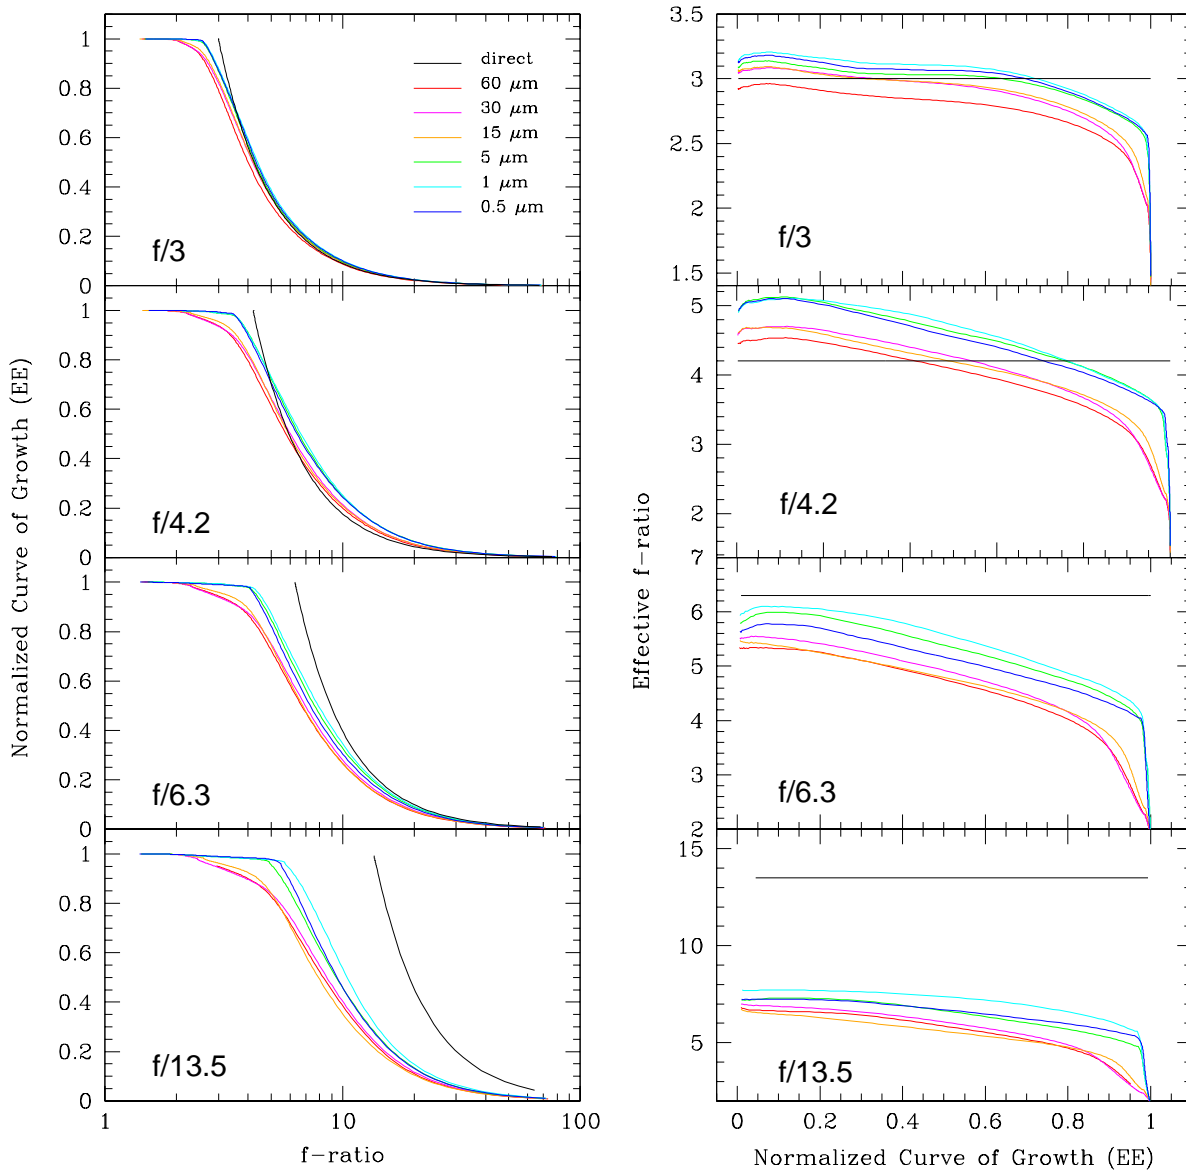 1
0.8
0.6
0.4
0.2
0
f/3
direct
60 μm
30 μm
15 μm
5 μm
1 μm
0.5 μm
1
0.8
0.6
0.4
0.2
0
f/4.2
1
0.8
0.6
0.4
0.2
0
f/6.3
1
0.8
0.6
0.4
0.2
0
f/13.5
1
10
100
f-ratio
Normalized Curve of Growth (EE)
3.5
3
2.5
2
1.5
f/3
5
4
3
2
f/4.2
7
6
5
4
3
2
f/6.3
15
10
5
f/13.5
0
0.2
0.4
0.6
0.8
1
Normalized Curve of Growth (EE)
Effective f-ratio